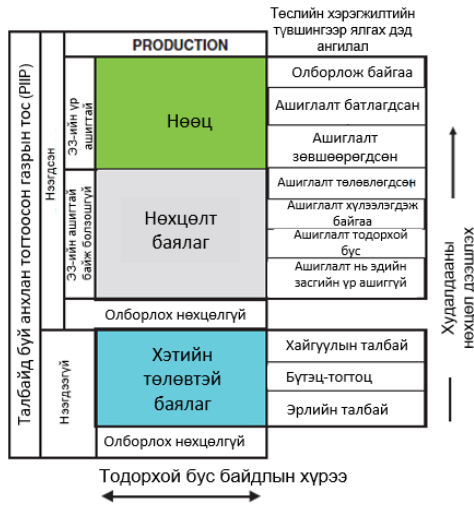 Төслийн хэрэгжилтийн
түвшингээр ялгах дэд
ангилал
PRODUCTION
Талбайд буй анхлан тогтоосон газрын тос (PIIP)
Нээгдсэн
ЭЗ-ийн үр
ашигтай
Нөөц
Олборлож байгаа
Ашиглалт батлагдсан
Ашиглалт
зөвшөөрөгдсөн
ЭЗ-ийн ашигтай
байж болзошгүй
Нөхцөлт
баялаг
Ашиглалт төлөвлөгдсөн
Ашиглалт хүлээлэгдэж
байгаа
Ашиглалт тодорхой
бус
Ашиглалт нь эдийн
засгийн үр ашиггүй
Олборлох нөхцөлгүй
Нээгдээгүй
Хэтийн
төлөвтэй
баялаг
Хайгуулын талбай
Бүтэц-тогтоц
Эрлийн талбай
Олборлох нөхцөлгүй
Худалдааны
нөхцөл дээшлэх
Тодорхой бус байдлын хүрээ